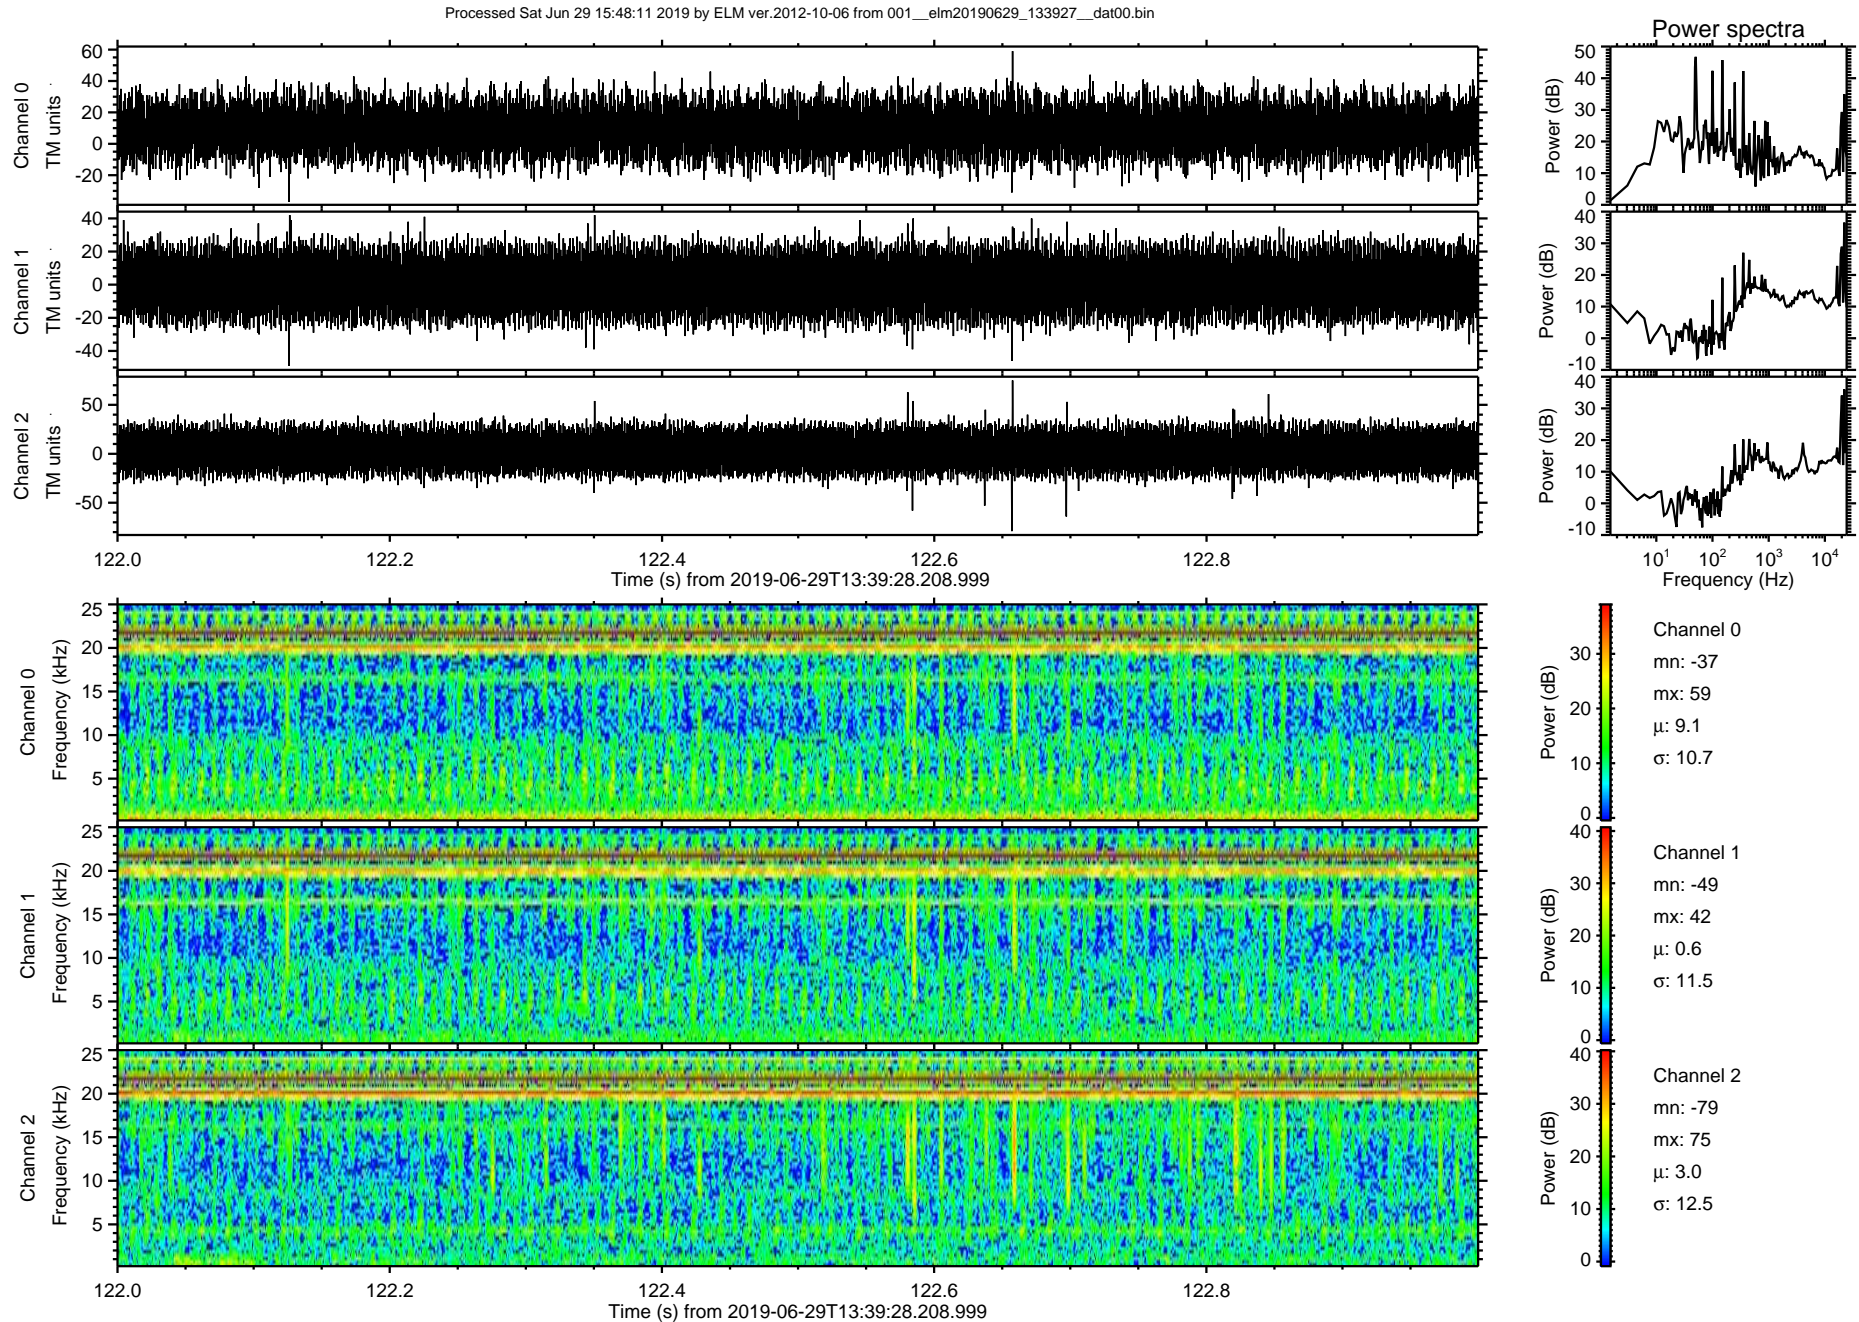 Processed Sat Jun 29 15:48:11 2019 by ELM ver.2012-10-06 from 001__elm20190629_133927__dat00.bin
Power spectra
Channel 0
TM units
60
40
20
0
-20
Power (dB)
50
40
30
20
10
0
Channel 1
TM units
40
20
0
-20
-40
Power (dB)
40
30
20
10
0
-10
Channel 2
TM units
50
0
-50
Power (dB)
40
30
20
10
0
-10
122.0 122.2 122.4 122.6 122.8
Time (s) from 2019-06-29T13:39:28.208.999
10¹ 10² 10³ 10⁴
Frequency (Hz)
Channel 0
Frequency (kHz)
25
20
15
10
5
Power (dB)
30
20
10
0
Channel 0
mn: -37
mx: 59
μ: 9.1
σ: 10.7
Channel 1
Frequency (kHz)
25
20
15
10
5
Power (dB)
40
30
20
10
0
Channel 1
mn: -49
mx: 42
μ: 0.6
σ: 11.5
Channel 2
Frequency (kHz)
25
20
15
10
5
Power (dB)
40
30
20
10
0
Channel 2
mn: -79
mx: 75
μ: 3.0
σ: 12.5
122.0 122.2 122.4 122.6 122.8
Time (s) from 2019-06-29T13:39:28.208.999